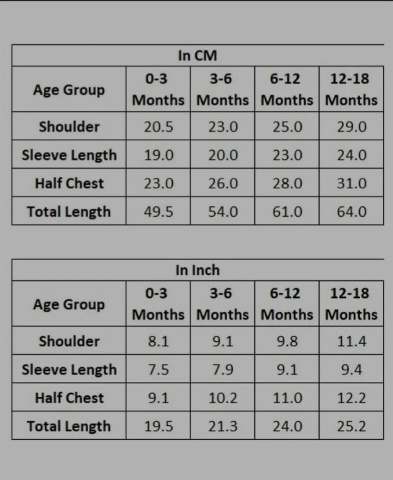 In CM
Age Group 0-3 Months 3-6 Months 6-12 Months 12-18 Months
Shoulder 20.5 23.0 25.0 29.0
Sleeve Length 19.0 20.0 23.0 24.0
Half Chest 23.0 26.0 28.0 31.0
Total Length 49.5 54.0 61.0 64.0
In Inch
Age Group 0-3 Months 3-6 Months 6-12 Months 12-18 Months
Shoulder 8.1 9.1 9.8 11.4
Sleeve Length 7.5 7.9 9.1 9.4
Half Chest 9.1 10.2 11.0 12.2
Total Length 19.5 21.3 24.0 25.2